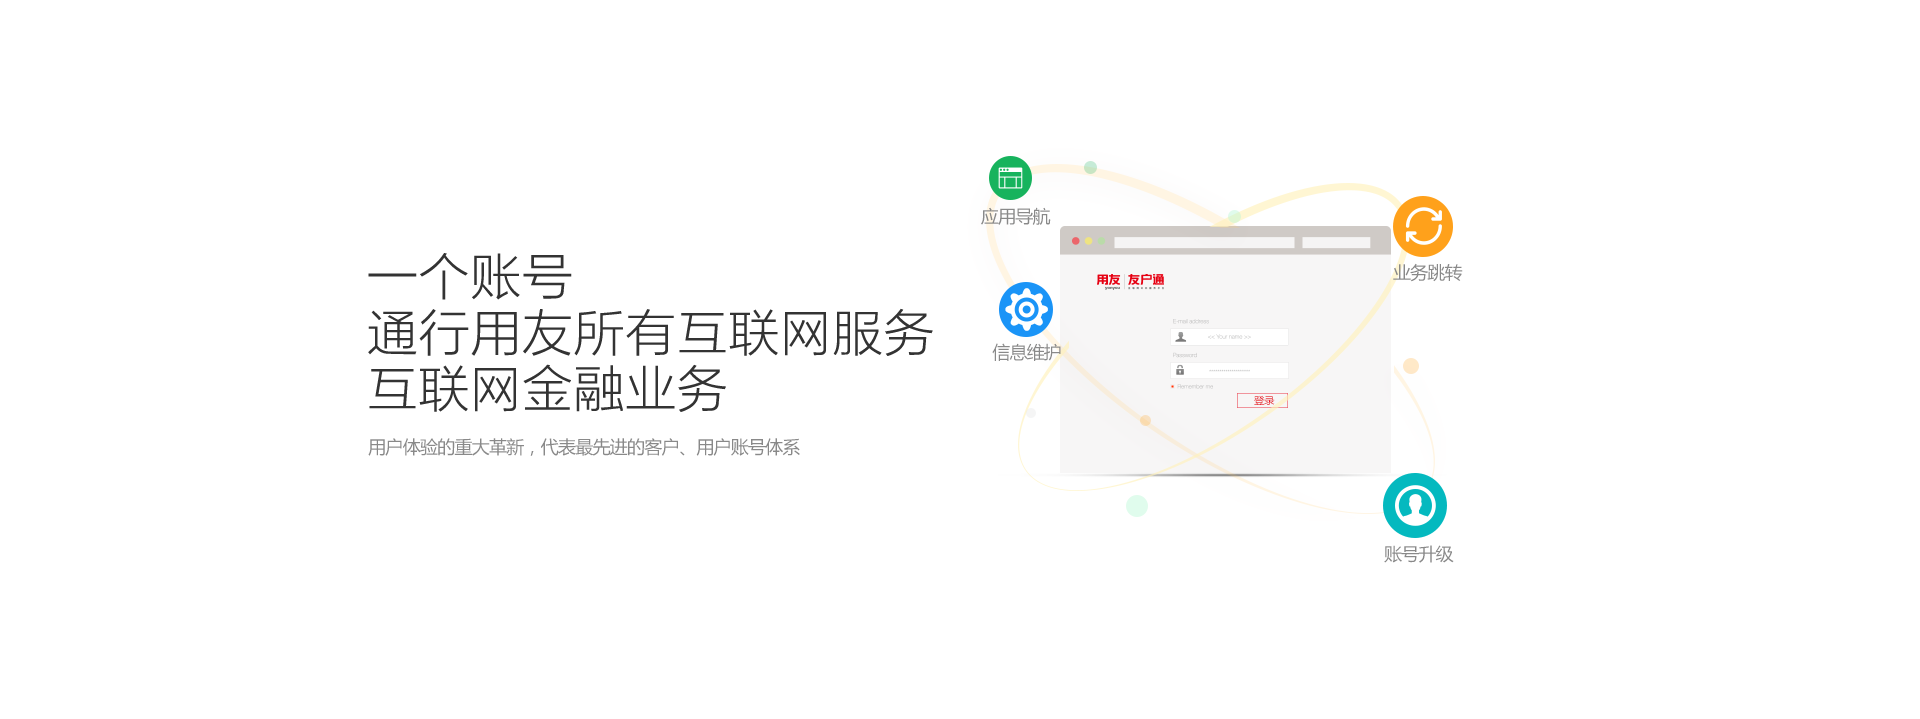 一个账号
通行用友所有互联网服务
互联网金融业务
用户体验的重大革新，代表最先进的客户、用户账号体系
应用导航
信息维护
业务跳转
账号升级
用友 友户通
yonyou
E-mail address
<< Your name >>
Password
Remember me
登录